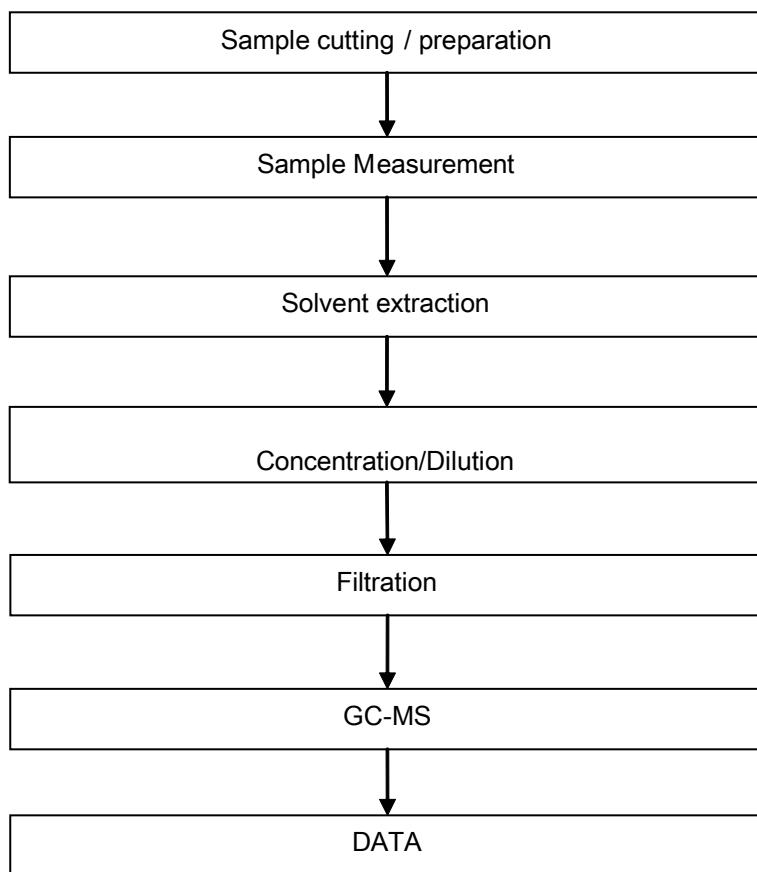 Sample cutting / preparation
Sample Measurement
Solvent extraction
Concentration/Dilution
Filtration
GC-MS
DATA